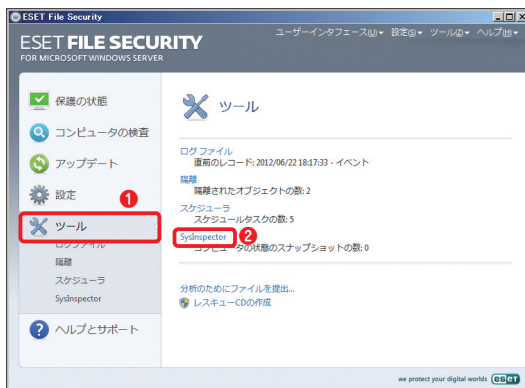 ESET File Security
ESET FILE SECURITY
FOR MICROSOFT WINDOWS SERVER
ユーザーインタフェース(U)▾ 設定(S)▾ ツール(Z)▾ ヘルプ(H)▾
保護の状態
コンピュータの検査
アップデート
設定
1
ツール
ログファイル
隔離
スケジューラ
SysInspector
ヘルプとサポート
ツール
ログ ファイル
直前のレコード: 2012/06/22 18:17:33 - イベント
隔離
隔離されたオブジェクトの数: 2
スケジューラ
スケジュールタスクの数: 5
SysInspector 2
コンピュータの状態のスナップショットの数: 0
分析のためにファイルを提出...
レスキューCDの作成
we protect your digital worlds eset